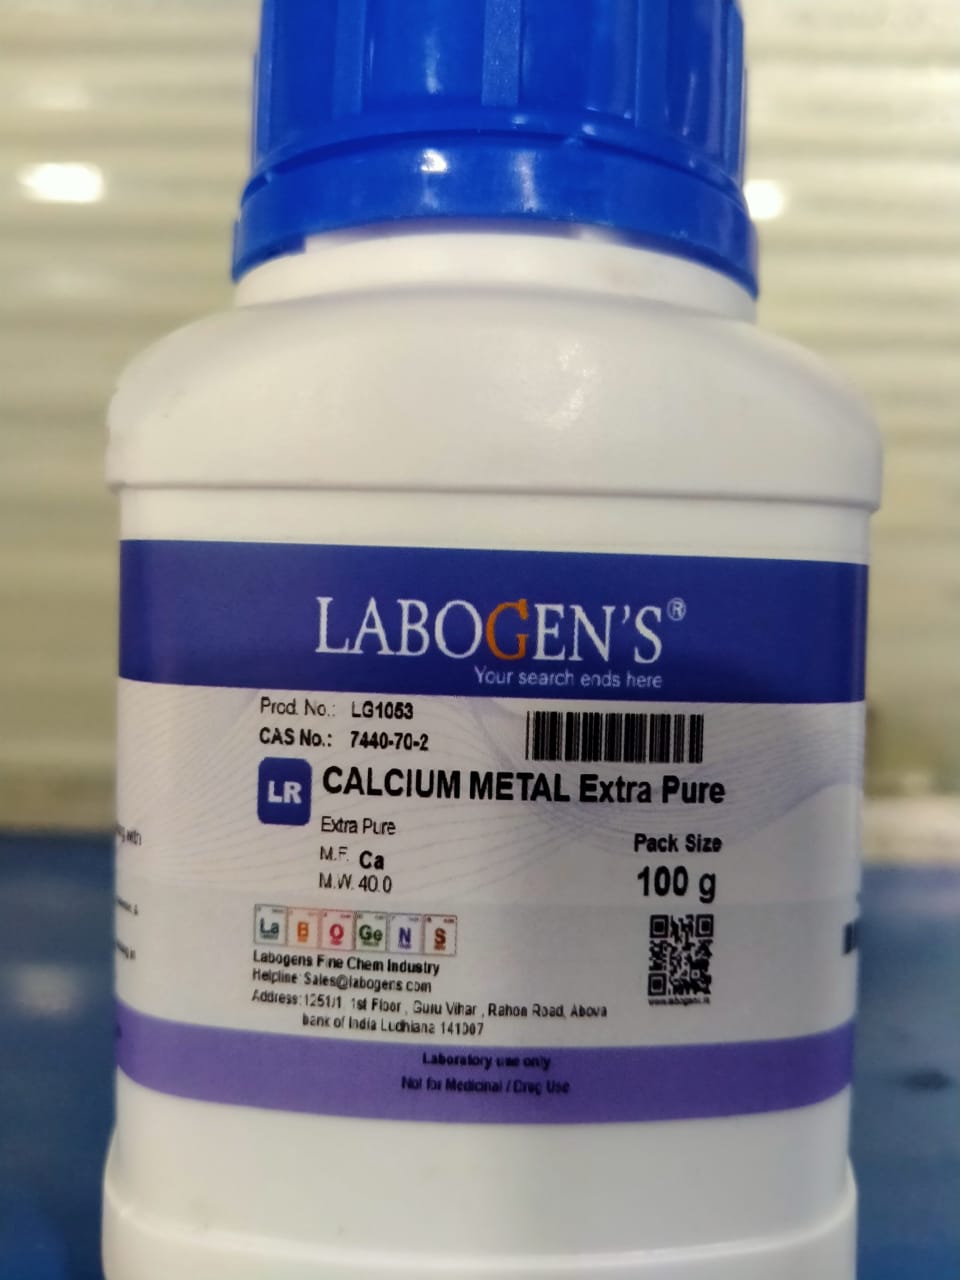 LABOGEN'S®
Your search ends here
Prod. No.: LG1053
CAS No.: 7440-70-2
LR
CALCIUM METAL Extra Pure
Extra Pure
M.F. Ca
M.W. 40.0
Pack Size
100 g
La B O Ge N S
Labogens Fine Chem Industry
Helpline: Sales@labogens.com
Address: 1251/1, 1st Floor, Guru Vihar, Rahon Road, Above
bank of India Ludhiana 141007
Laboratory use only
Not for Medicinal / Drug Use